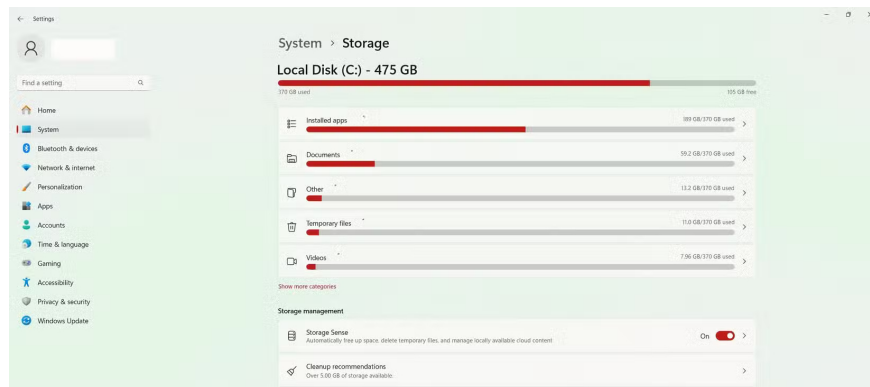 Settings
System > Storage
Local Disk (C:) - 475 GB
370 GB used
105 GB free
Find a setting
Home
System
Bluetooth & devices
Network & internet
Personalization
Apps
Accounts
Time & language
Gaming
Accessibility
Privacy & security
Windows Update
Installed apps
189 GB/370 GB used
Documents
59.2 GB/370 GB used
Other
13.2 GB/370 GB used
Temporary files
11.0 GB/370 GB used
Videos
7.96 GB/370 GB used
Show more categories
Storage management
Storage Sense
On
Automatically free up space, delete temporary files, and manage locally available cloud content
Cleanup recommendations
Over 5.00 GB of storage available.